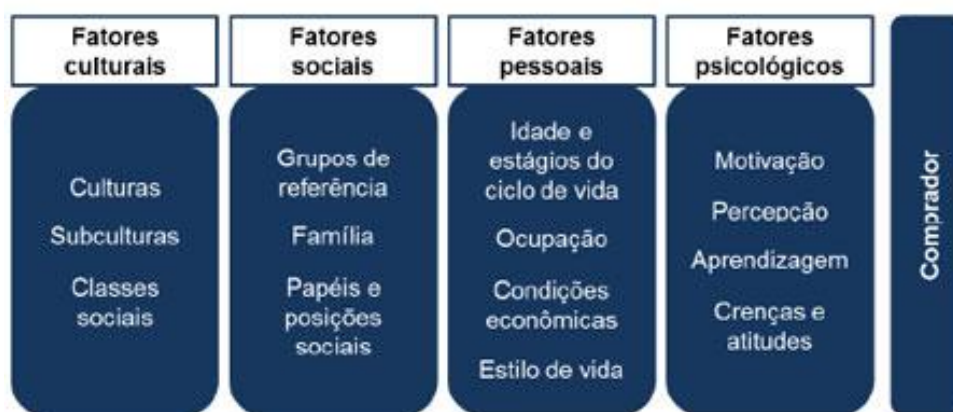 Fatores
culturais
Culturas
Subculturas
Classes
sociais
Fatores
sociais
Grupos de
referência
Família
Papéis e
posições
sociais
Fatores
pessoais
Idade e
estágios do
ciclo de vida
Ocupação
Condições
econômicas
Estilo de vida
Fatores
psicológicos
Motivação
Percepção
Aprendizagem
Crenças e
atitudes
Comprador